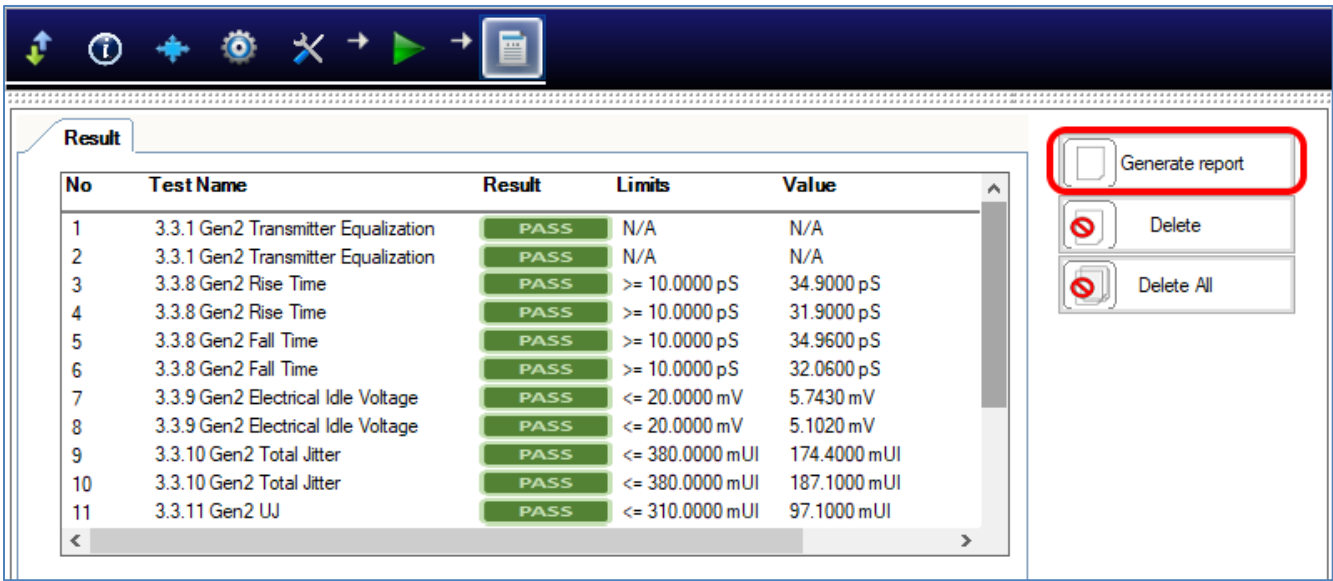 Result
No Test Name Result Limits Value
1 3.3.1 Gen2 Transmitter Equalization PASS N/A N/A
2 3.3.1 Gen2 Transmitter Equalization PASS N/A N/A
3 3.3.8 Gen2 Rise Time PASS >= 10.0000 pS 34.9000 pS
4 3.3.8 Gen2 Rise Time PASS >= 10.0000 pS 31.9000 pS
5 3.3.8 Gen2 Fall Time PASS >= 10.0000 pS 34.9600 pS
6 3.3.8 Gen2 Fall Time PASS >= 10.0000 pS 32.0600 pS
7 3.3.9 Gen2 Electrical Idle Voltage PASS <= 20.0000 mV 5.7430 mV
8 3.3.9 Gen2 Electrical Idle Voltage PASS <= 20.0000 mV 5.1020 mV
9 3.3.10 Gen2 Total Jitter PASS <= 380.0000 mUI 174.4000 mUI
10 3.3.10 Gen2 Total Jitter PASS <= 380.0000 mUI 187.1000 mUI
11 3.3.11 Gen2 UJ PASS <= 310.0000 mUI 97.1000 mUI
Generate report
Delete
Delete All